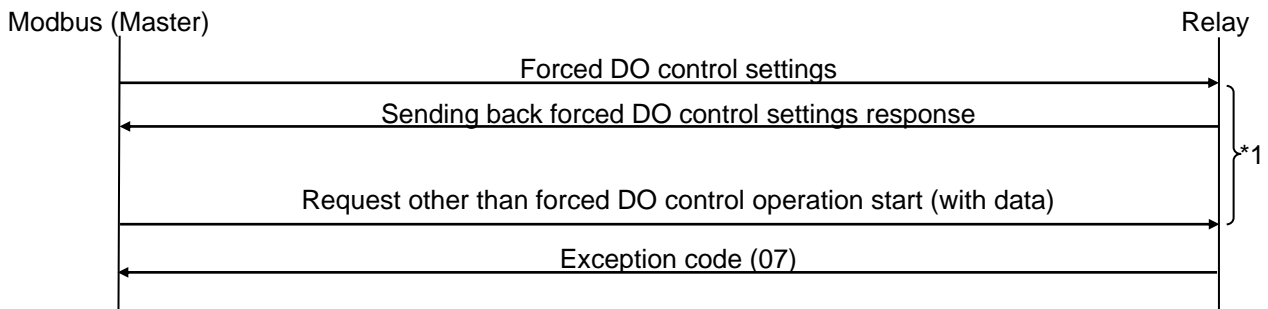 Modbus (Master)
Relay
Forced DO control settings
Sending back forced DO control settings response
*1
Request other than forced DO control operation start (with data)
Exception code (07)